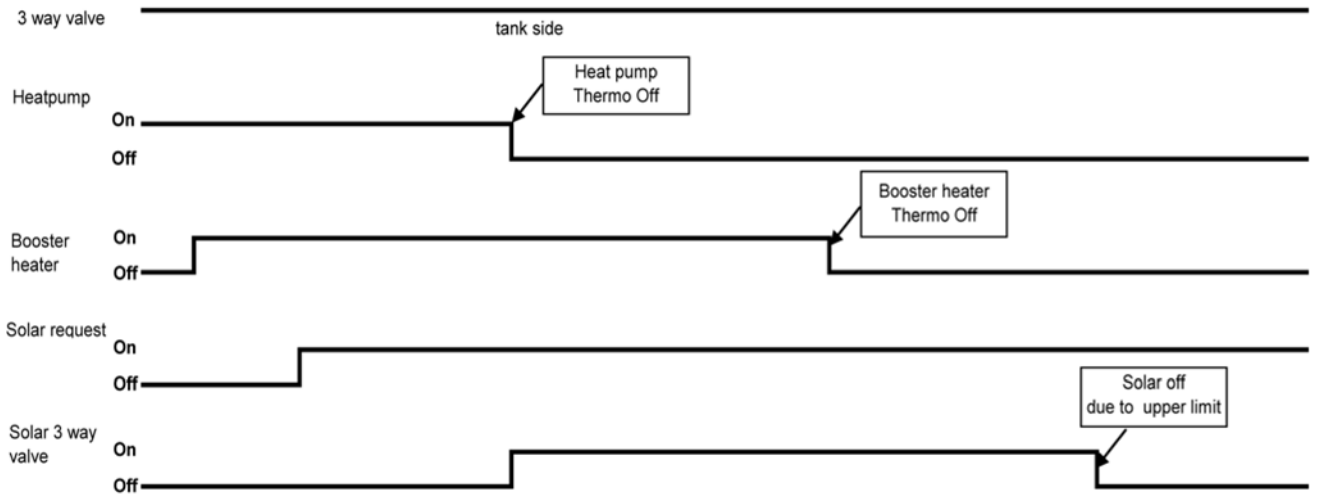 3 way valve
tank side
Heat pump
Thermo Off
Heatpump
On
Off
Booster heater
Thermo Off
Booster
heater
On
Off
Solar request
On
Off
Solar off
due to upper limit
Solar 3 way
valve
On
Off